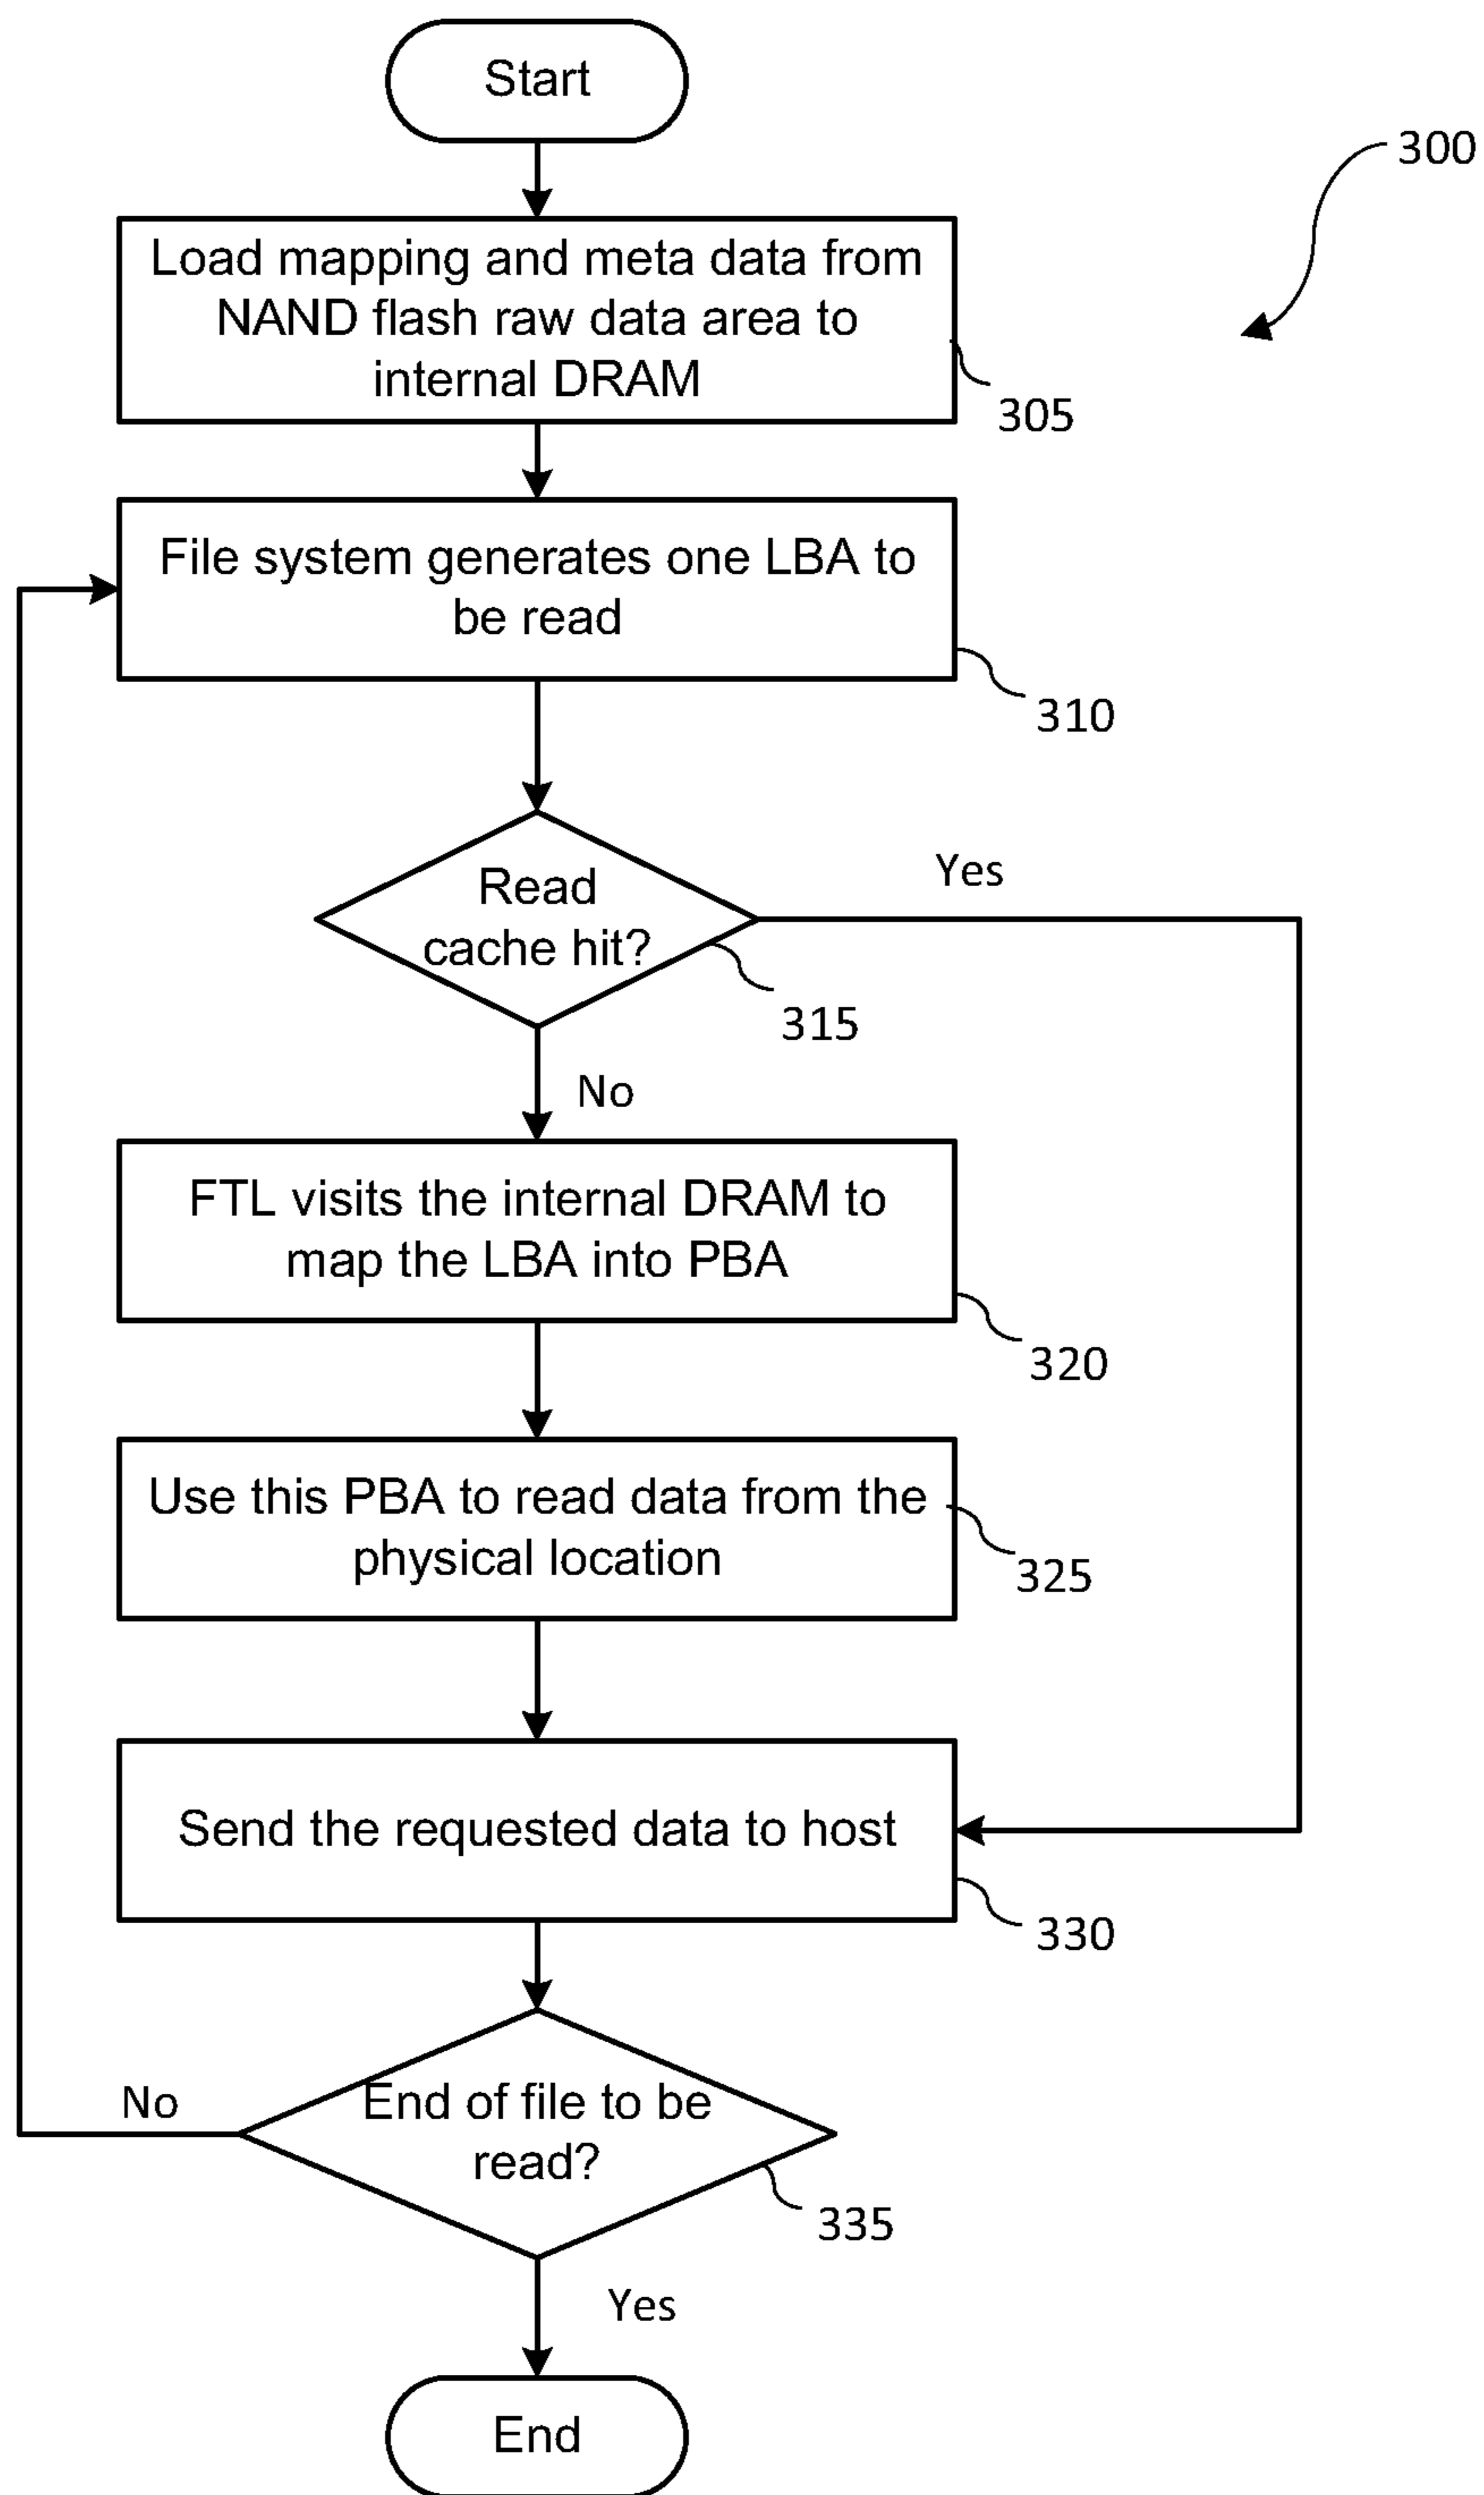 Start
300
Load mapping and meta data from
NAND flash raw data area to
internal DRAM
305
File system generates one LBA to
be read
310
Read
cache hit?
Yes
315
No
FTL visits the internal DRAM to
map the LBA into PBA
320
Use this PBA to read data from the
physical location
325
Send the requested data to host
330
End of file to be
read?
No
335
Yes
End